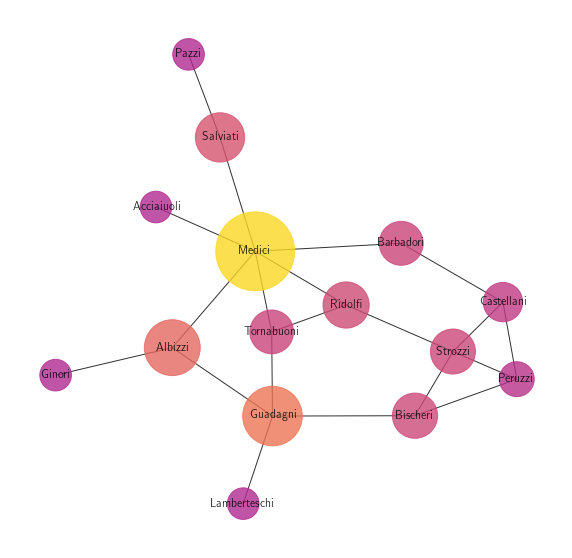 Pazzi
Salviati
Acciaiuoli
Medici
Barbadori
Castellani
Ridolfi
Tornabuoni
Albizzi
Strozzi
Ginori
Peruzzi
Guadagni
Bischeri
Lamberteschi